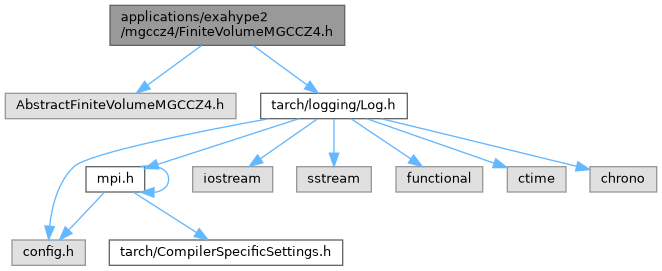 applications/exahype2
/mgccz4/FiniteVolumeMGCCZ4.h
AbstractFiniteVolumeMGCCZ4.h
tarch/logging/Log.h
mpi.h
iostream
sstream
functional
ctime
chrono
config.h
tarch/CompilerSpecificSettings.h